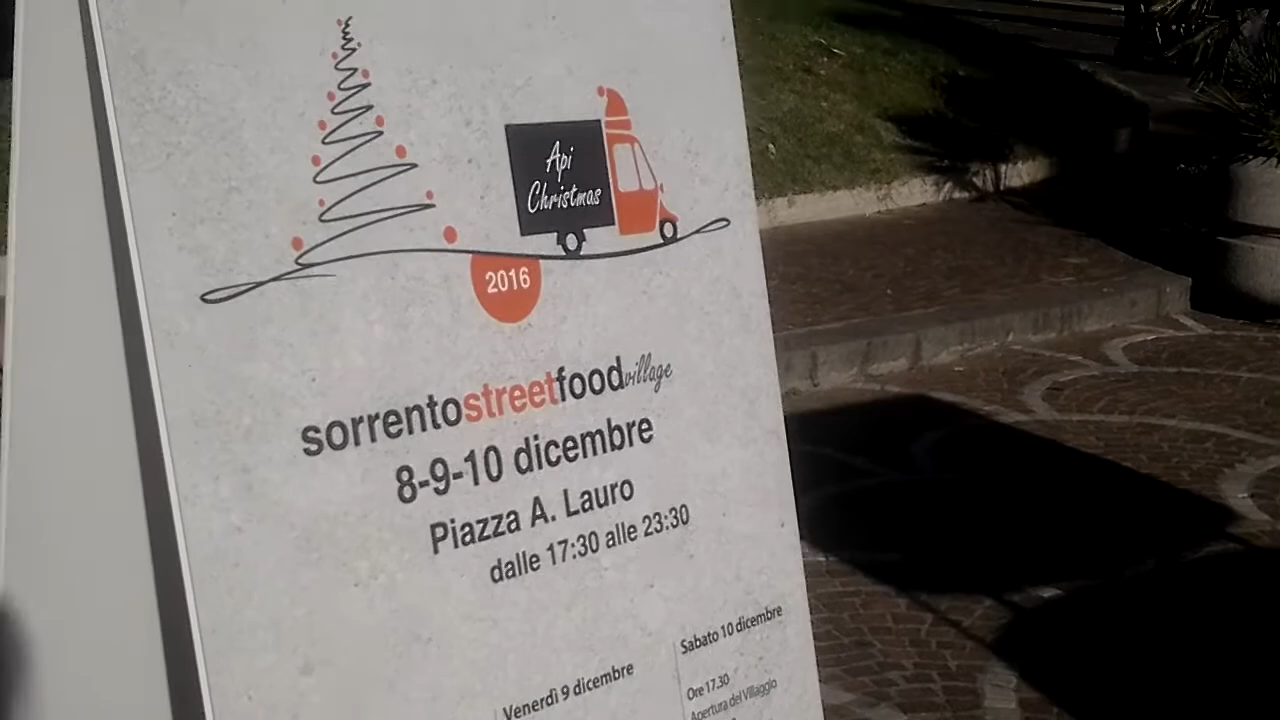 Api
Christmas
2016
sorrentostreetfoodvillage
8-9-10 dicembre
Piazza A. Lauro
dalle 17:30 alle 23:30
Venerdì 9 dicembre
Sabato 10 dicembre
Ore 17.30
Apertura del Villaggio